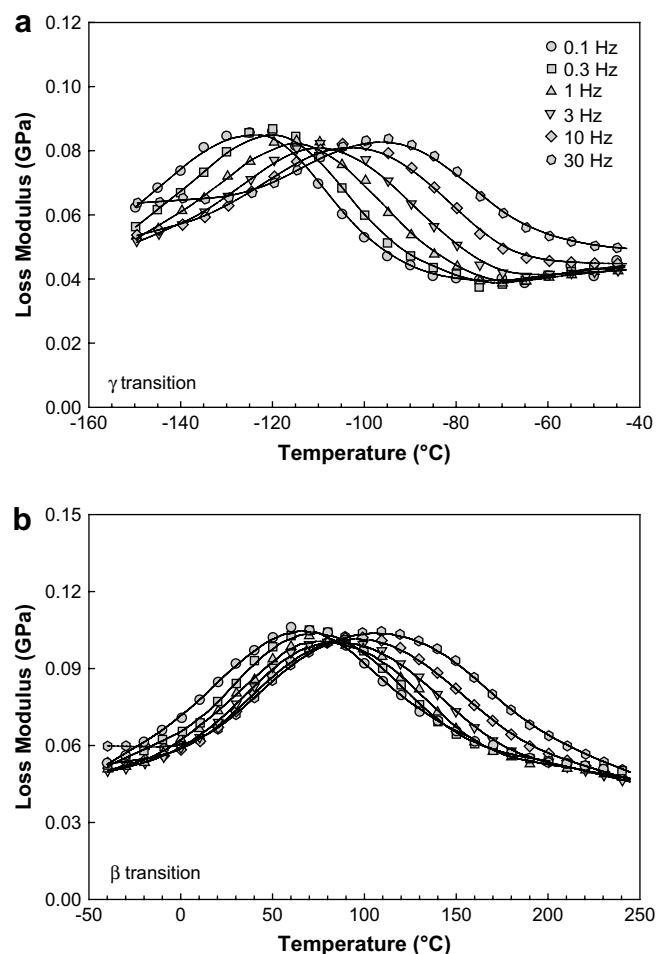 a
0.12
0.10
0.08
0.06
0.04
0.02
0.00
Loss Modulus (GPa)
0.1 Hz
0.3 Hz
1 Hz
3 Hz
10 Hz
30 Hz
γ transition
-160 -140 -120 -100 -80 -60 -40
Temperature (°C)
b
0.15
0.12
0.09
0.06
0.03
0.00
Loss Modulus (GPa)
β transition
-50 0 50 100 150 200 250
Temperature (°C)